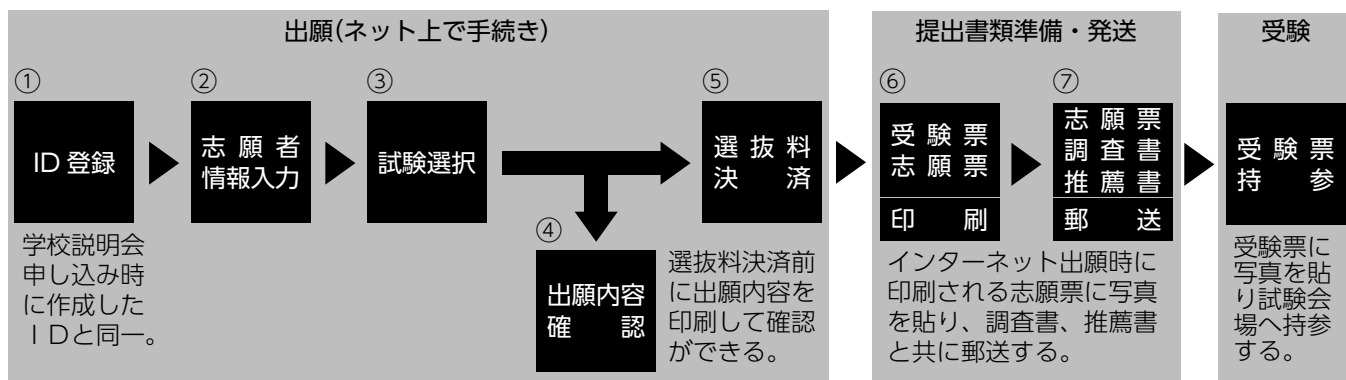 出願(ネット上で手続き)
①
ID 登録
学校説明会
申し込み時
に作成した
ＩＤと同一。
②
志願者
情報入力
③
試験選択
④
出願内容
確認
⑤
選抜料
決済
選抜料決済前
に出願内容を
印刷して確認
ができる。
提出書類準備・発送
⑥
受験票
志願票
印刷
⑦
志願票
調査書
推薦書
郵送
インターネット出願時に
印刷される志願票に写真
を貼り、調査書、推薦書
と共に郵送する。
受験
受験票
持参
受験票に
写真を貼
り試験会
場へ持参
する。